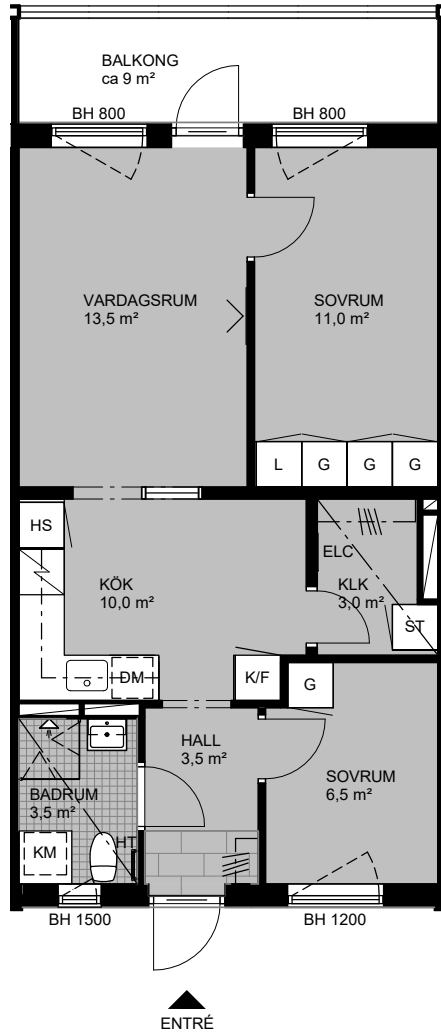 BALKONG
ca 9 m²
BH 800
BH 800
VARDAGSRUM
13,5 m²
SOVRUM
11,0 m²
L
G
G
G
HS
ELC
KÖK
10,0 m²
KLK
3,0 m²
ST
DM
K/F
G
HALL
3,5 m²
SOVRUM
6,5 m²
BADRUM
3,5 m²
HT
KM
BH 1500
BH 1200
ENTRÉ